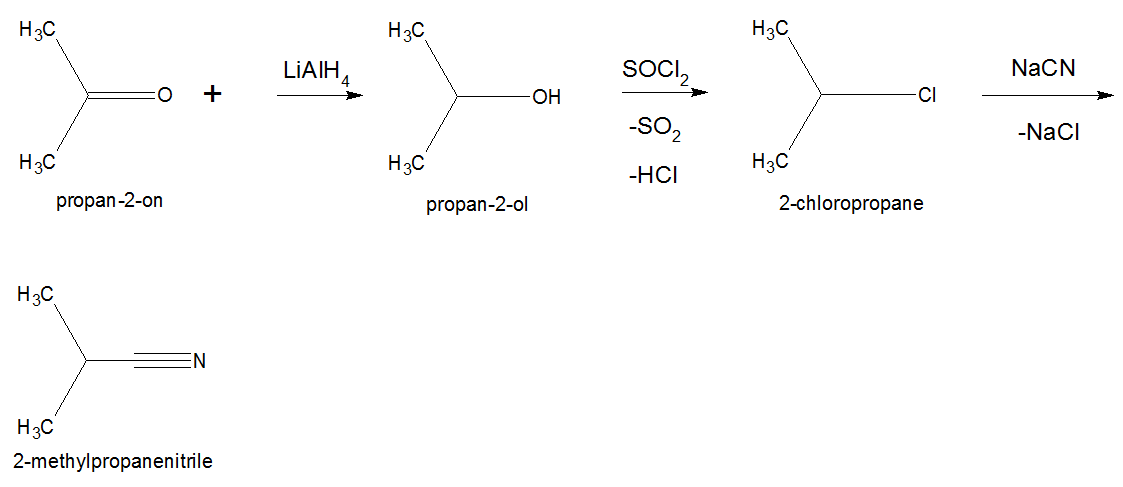 H3C
O
+
LiAlH4
H3C
propan-2-on
H3C
OH
H3C
propan-2-ol
SOCl2
-SO2
-HCl
H3C
Cl
H3C
2-chloropropane
NaCN
-NaCl
H3C
N
H3C
2-methylpropanenitrile